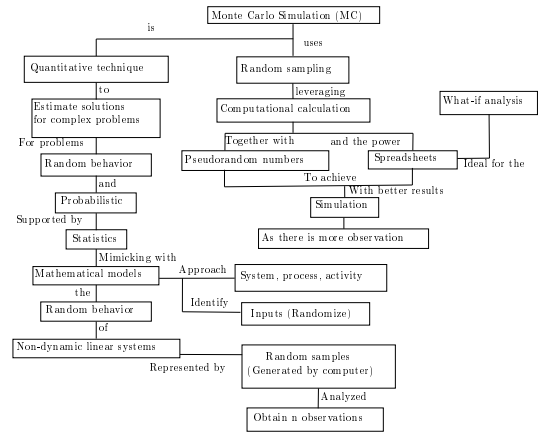 Monte Carlo Simulation (MC)
is
uses
Quantitative technique
Random sampling
to
leveraging
What-if analysis
Estimate solutions
for complex problems
Computational calculation
For problems
Together with
and the power
Random behavior
Pseudorandom numbers
Spreadsheets
Ideal for the
and
To achieve
Probabilistic
With better results
Simulation
Supported by
Statistics
As there is more observation
Mimicking with
Mathematical models
Approach
System, process, activity
the
Identify
Random behavior
Inputs (Randomize)
of
Non-dynamic linear systems
Represented by
Random samples
(Generated by computer)
Analyzed
Obtain n observations